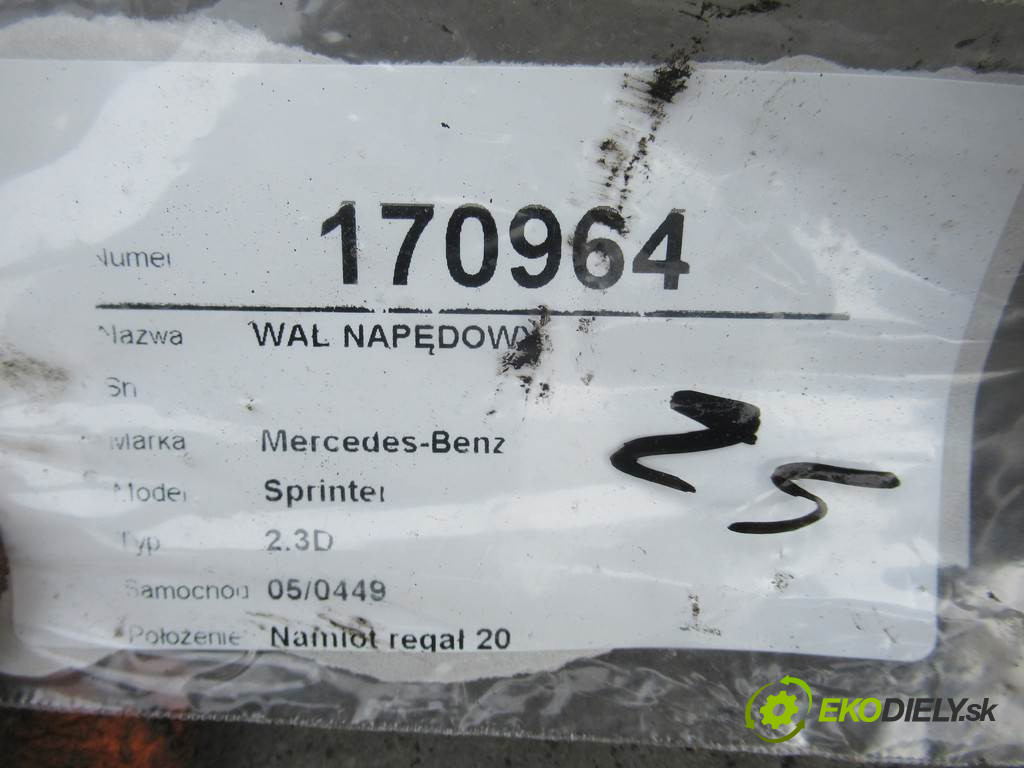 Numer 170964
Nazwa WAŁ NAPĘDOWY
Sn
Marka Mercedes-Benz
Model Sprinter
Typ 2.3D
Samochód 05/0449
Położenie Namiot regał 20
EKODIELY.sk